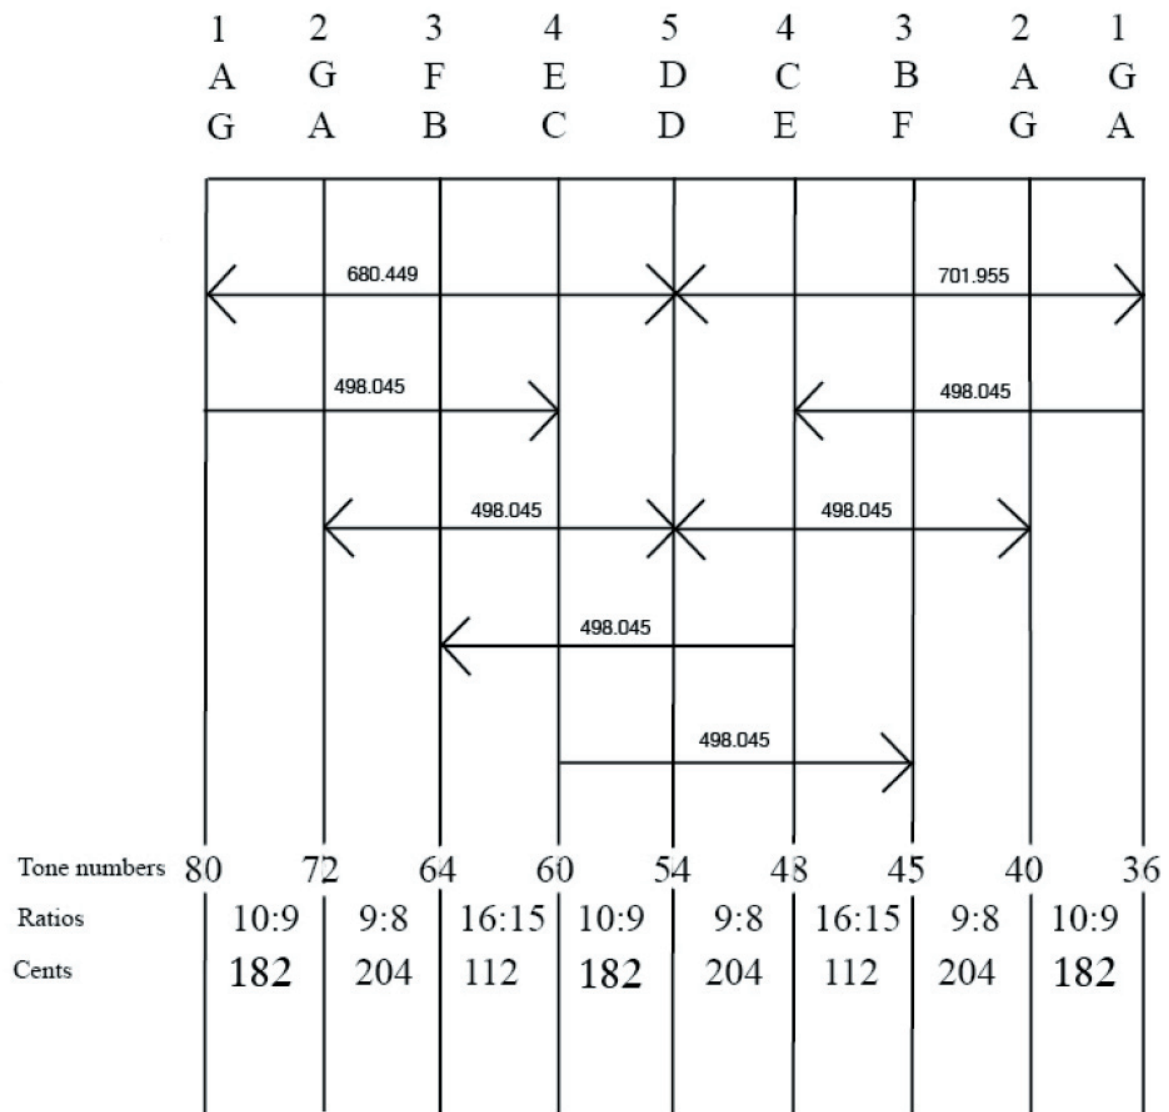 1 2 3 4 5 4 3 2 1
A G F E D C B A G
G A B C D E F G A
680.449 701.955
498.045 498.045
498.045 498.045
498.045
498.045
Tone numbers 80 72 64 60 54 48 45 40 36
Ratios 10:9 9:8 16:15 10:9 9:8 16:15 9:8 10:9
Cents 182 204 112 182 204 112 204 182